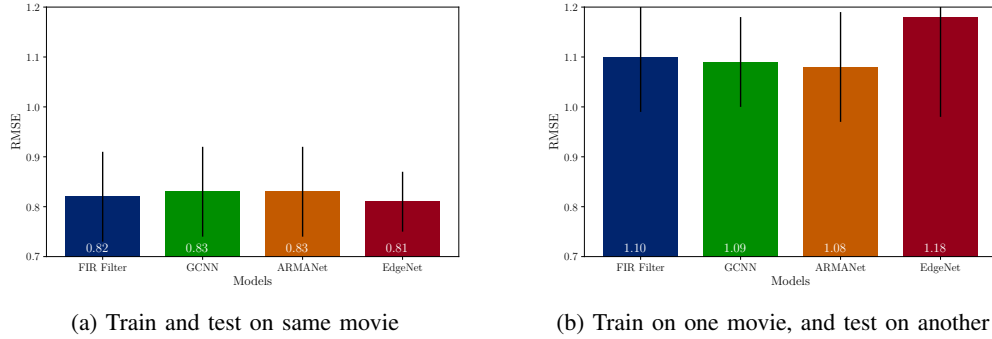 1.2
1.1
1.0
0.9
0.8
0.7
RMSE
0.82
0.83
0.83
0.81
FIR Filter
GCNN
ARMANet
EdgeNet
Models
(a) Train and test on same movie
1.2
1.1
1.0
0.9
0.8
0.7
RMSE
1.10
1.09
1.08
1.18
FIR Filter
GCNN
ARMANet
EdgeNet
Models
(b) Train on one movie, and test on another